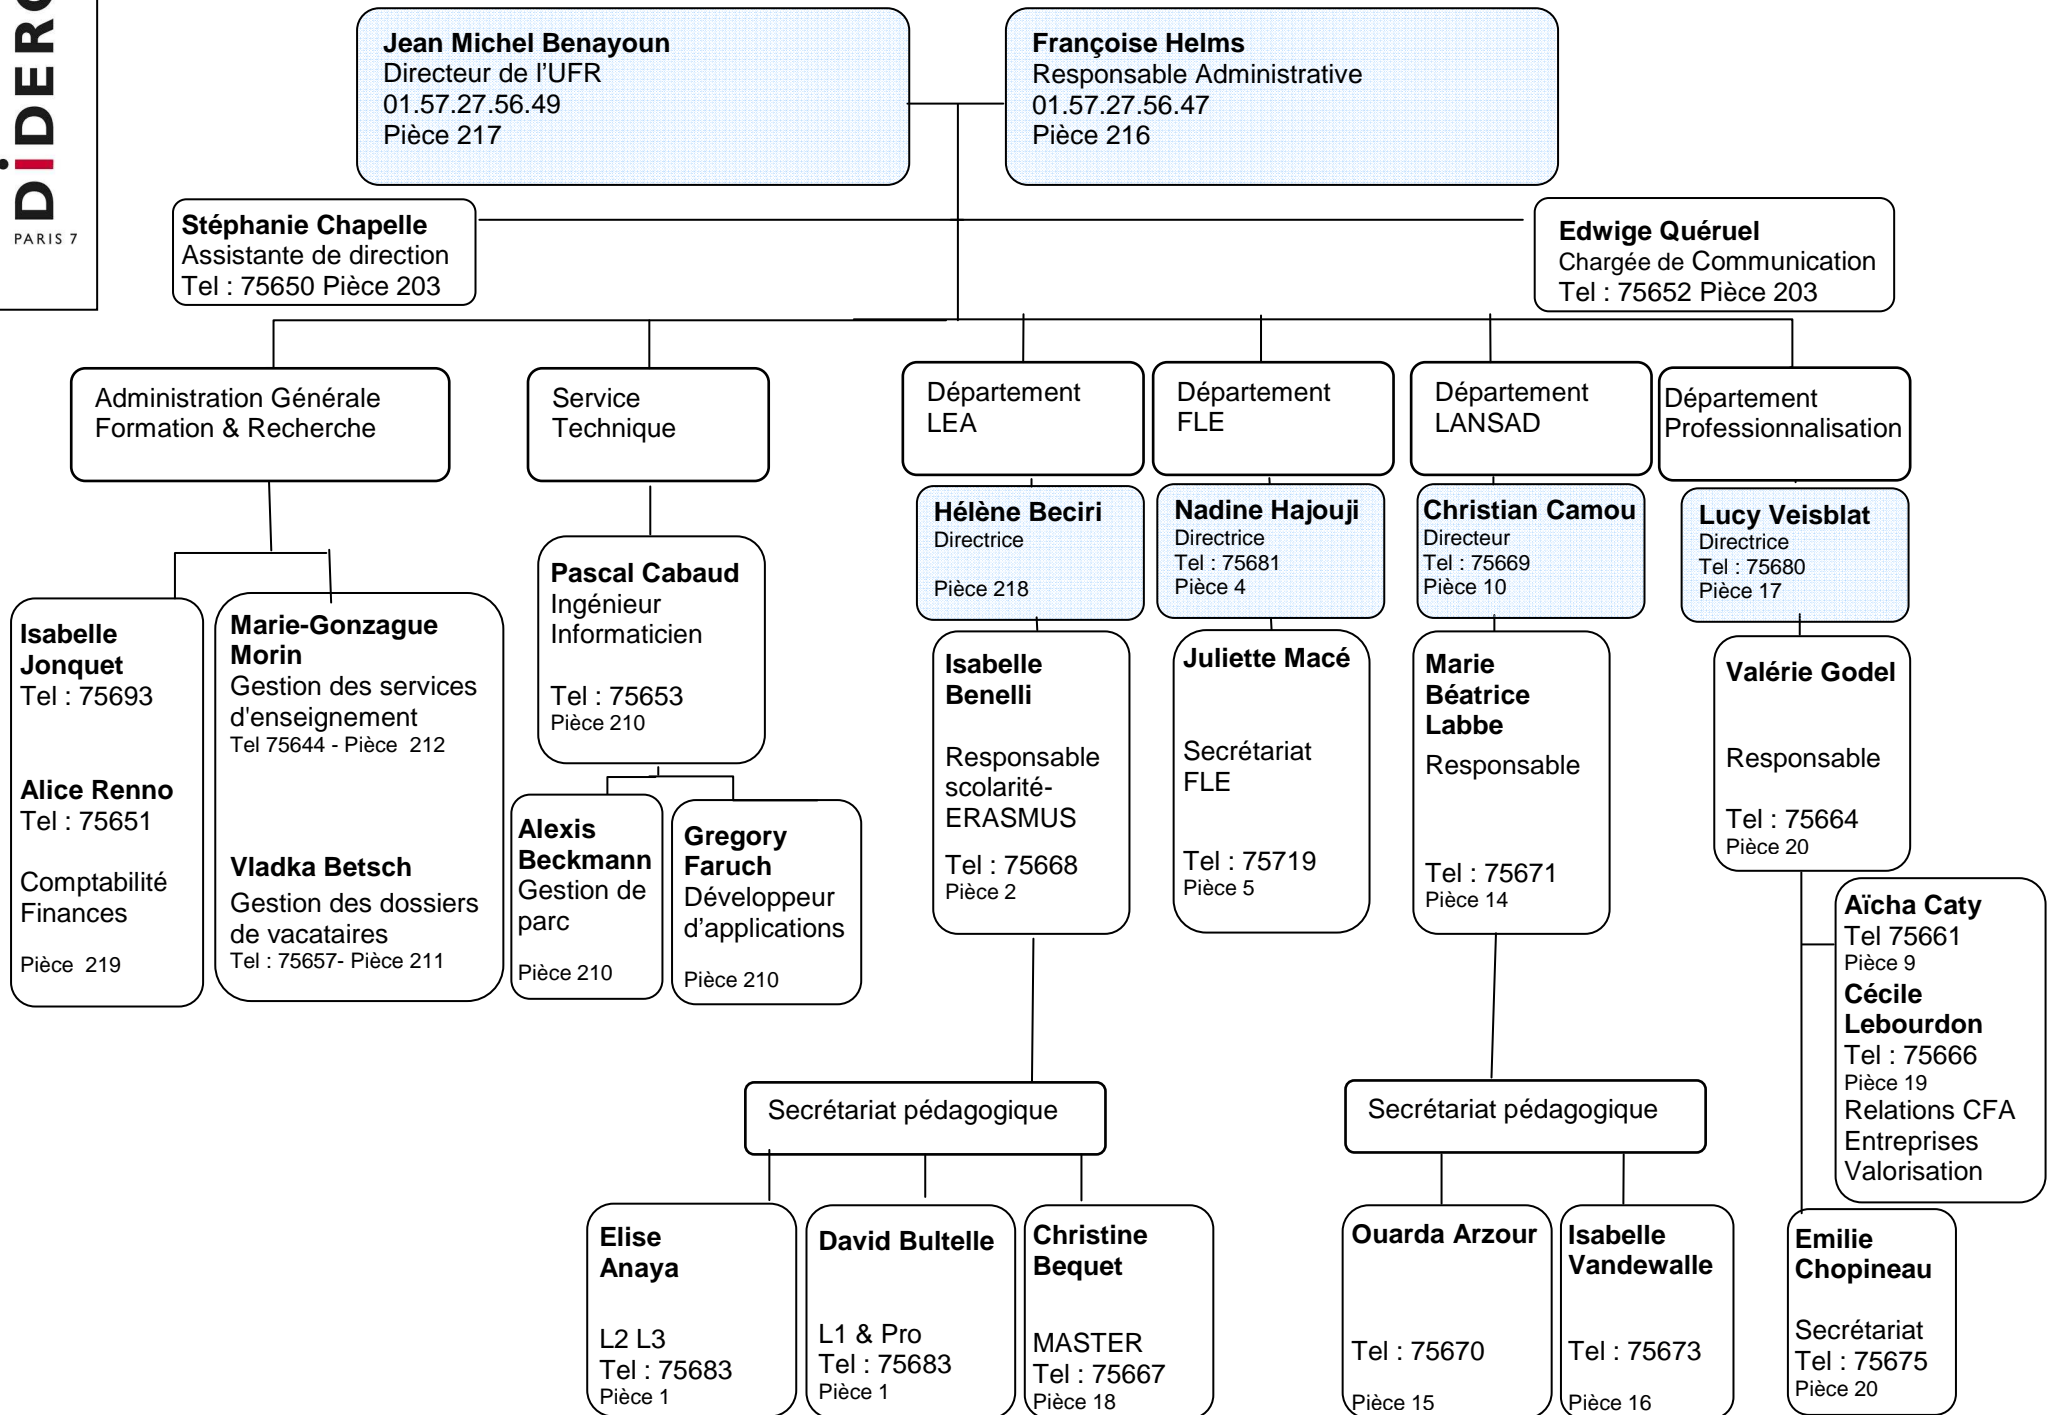 DiDERO
PARIS 7
Jean Michel Benayoun
Directeur de l'UFR
01.57.27.56.49
Pièce 217
Françoise Helms
Responsable Administrative
01.57.27.56.47
Pièce 216
Stéphanie Chapelle
Assistante de direction
Tel : 75650 Pièce 203
Edwige Quéruel
Chargée de Communication
Tel : 75652 Pièce 203
Administration Générale
Formation & Recherche
Service
Technique
Département
LEA
Département
FLE
Département
LANSAD
Département
Professionnalisation
Hélène Beciri
Directrice
Pièce 218
Nadine Hajouji
Directrice
Tel : 75681
Pièce 4
Christian Camou
Directeur
Tel : 75669
Pièce 10
Lucy Veisblat
Directrice
Tel : 75680
Pièce 17
Isabelle
Jonquet
Tel : 75693
Alice Renno
Tel : 75651
Comptabilité
Finances
Pièce 219
Marie-Gonzague
Morin
Gestion des services
d'enseignement
Tel 75644 - Pièce 212
Vladka Betsch
Gestion des dossiers
de vacataires
Tel : 75657- Pièce 211
Pascal Cabaud
Ingénieur
Informaticien
Tel : 75653
Pièce 210
Alexis
Beckmann
Gestion de
parc
Pièce 210
Gregory
Faruch
Développeur
d'applications
Pièce 210
Isabelle
Benelli
Responsable
scolarité-
ERASMUS
Tel : 75668
Pièce 2
Juliette Macé
Secrétariat
FLE
Tel : 75719
Pièce 5
Marie
Béatrice
Labbe
Responsable
Tel : 75671
Pièce 14
Valérie Godel
Responsable
Tel : 75664
Pièce 20
Aïcha Caty
Tel 75661
Pièce 9
Cécile
Lebourdon
Tel : 75666
Pièce 19
Relations CFA
Entreprises
Valorisation
Secrétariat pédagogique
Secrétariat pédagogique
Elise
Anaya
L2 L3
Tel : 75683
Pièce 1
David Bultelle
L1 & Pro
Tel : 75683
Pièce 1
Christine
Bequet
MASTER
Tel : 75667
Pièce 18
Ouarda Arzour
Tel : 75670
Pièce 15
Isabelle
Vandewalle
Tel : 75673
Pièce 16
Emilie
Chopineau
Secrétariat
Tel : 75675
Pièce 20